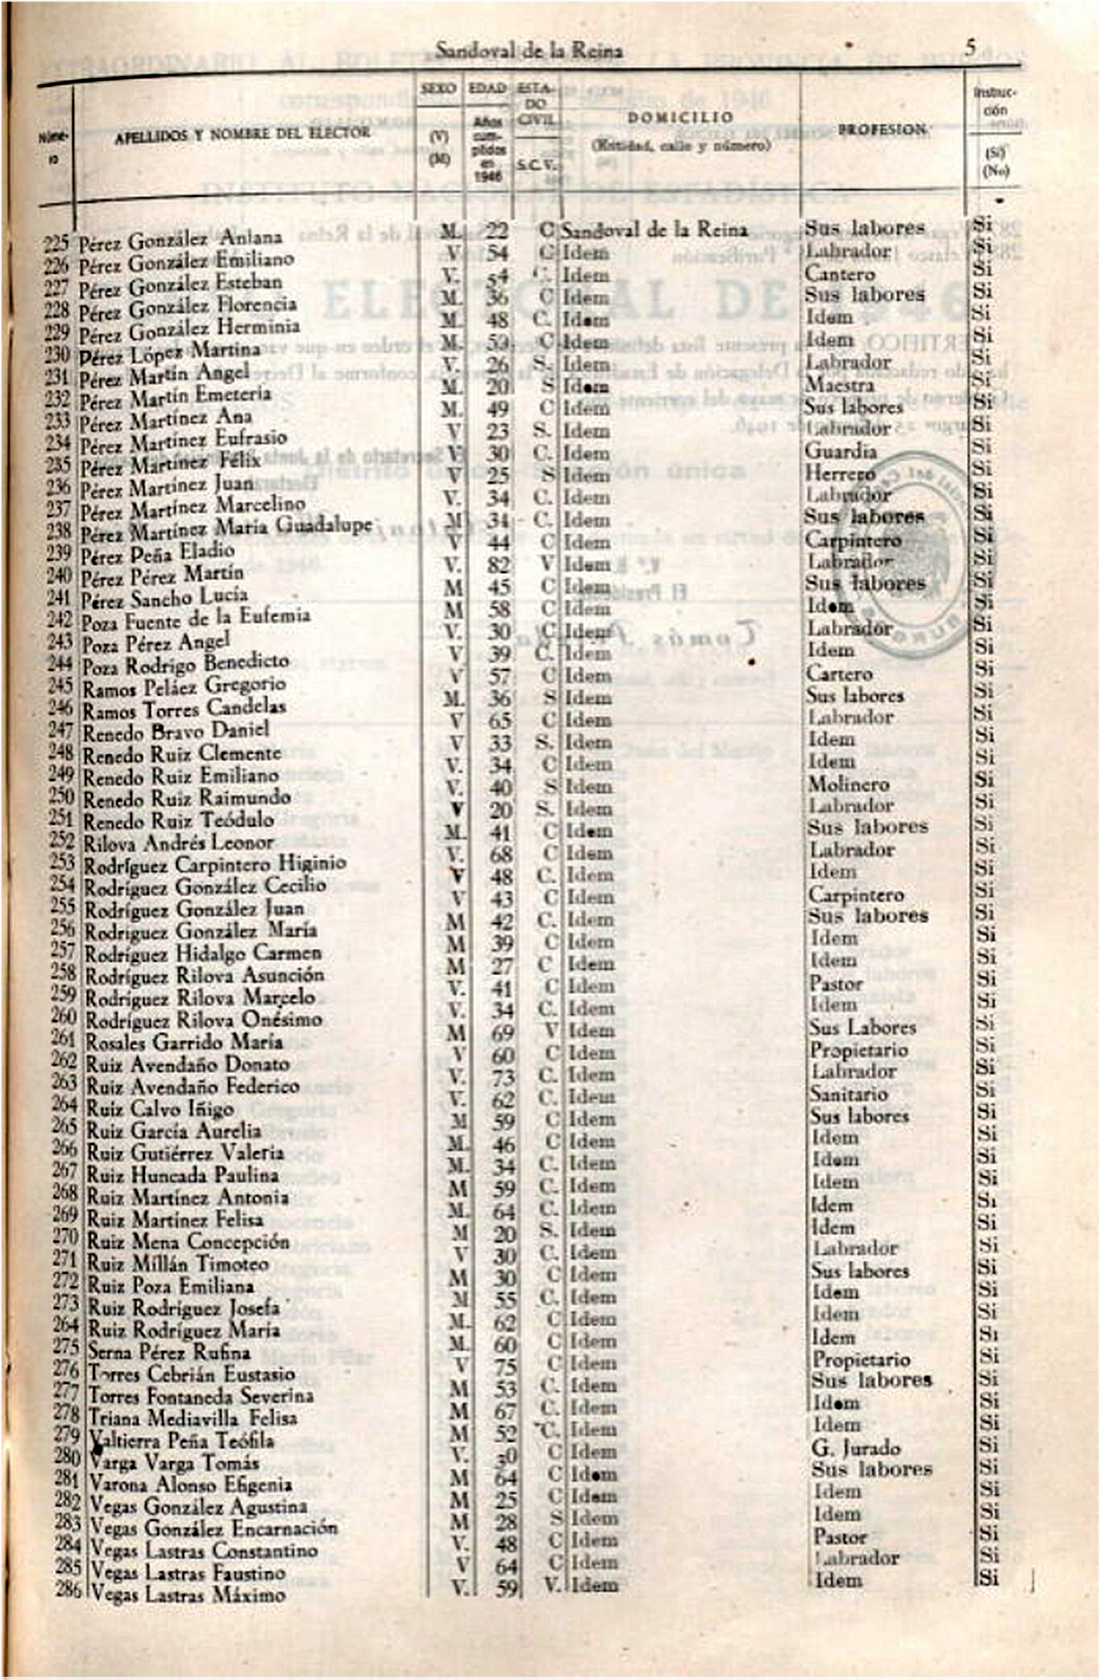 Sandoval de la Reina 5
Núme-
ro
APELLIDOS Y NOMBRE DEL ELECTOR
SEXO
(V)
(M)
EDAD
Años
cum-
plidos
en
1946
ESTA-
DO
CIVIL
S.C.V.
DOMICILIO
(Entidad, calle y número)
PROFESION
Instruc-
ción
(Sí)
(No)
225 Pérez González Aniana M. 22 C Sandoval de la Reina Sus labores Si
226 Pérez González Emiliano V. 54 C Idem Labrador Si
227 Pérez González Esteban V. 54 C. Idem Cantero Si
228 Pérez González Florencia M. 36 C Idem Sus labores Si
229 Pérez González Herminia M. 48 C. Idem Idem Si
230 Pérez López Martina M. 53 C Idem Idem Si
231 Pérez Martín Angel V. 26 S. Idem Labrador Si
232 Pérez Martín Emeteria M. 20 S Idem Maestra Si
233 Pérez Martínez Ana M. 49 C Idem Sus labores Si
234 Pérez Martínez Eufrasio V 23 S. Idem Labrador Si
235 Pérez Martínez Félix V 30 C. Idem Guardia Si
236 Pérez Martínez Juan V 25 S Idem Herrero Si
237 Pérez Martínez Marcelino V. 34 C. Idem Labrador Si
238 Pérez Martínez María Guadalupe M 34 C. Idem Sus labores Si
239 Pérez Peña Eladio V 44 C Idem Carpintero Si
240 Pérez Pérez Martín V. 82 V Idem Labrador Si
241 Pérez Sancho Lucía M 45 C Idem Sus labores Si
242 Poza Fuente de la Eufemia M 58 C Idem Idem Si
243 Poza Pérez Angel V. 30 C Idem Labrador Si
244 Poza Rodrigo Benedicto V 39 C. Idem Idem Si
245 Ramos Peláez Gregorio V 57 C Idem Cartero Si
246 Ramos Torres Candelas M. 36 S Idem Sus labores Si
247 Renedo Bravo Daniel V 65 C Idem Labrador Si
248 Renedo Ruiz Clemente V 33 S. Idem Idem Si
249 Renedo Ruiz Emiliano V. 34 C Idem Idem Si
250 Renedo Ruiz Raimundo V. 40 S Idem Molinero Si
251 Renedo Ruiz Teódulo V 20 S. Idem Labrador Si
252 Rilova Andrés Leonor M. 41 C Idem Sus labores Si
253 Rodríguez Carpintero Higinio V. 68 C Idem Labrador Si
254 Rodríguez González Cecilio V 48 C. Idem Idem Si
255 Rodríguez González Juan V 43 C Idem Carpintero Si
256 Rodríguez González María M 42 C. Idem Sus labores Si
257 Rodríguez Hidalgo Carmen M 39 C Idem Idem Si
258 Rodríguez Rilova Asunción M 27 C Idem Idem Si
259 Rodríguez Rilova Marcelo V. 41 C Idem Pastor Si
260 Rodríguez Rilova Onésimo V. 34 C. Idem Idem Si
261 Rosales Garrido María M 69 V Idem Sus Labores Si
262 Ruiz Avendaño Donato V 60 C Idem Propietario Si
263 Ruiz Avendaño Federico V. 73 C. Idem Labrador Si
264 Ruiz Calvo Iñigo V. 62 C. Idem Sanitario Si
265 Ruiz García Aurelia M 59 C Idem Sus labores Si
266 Ruiz Gutiérrez Valeria M. 46 C Idem Idem Si
267 Ruiz Huncada Paulina M. 34 C. Idem Idem Si
268 Ruiz Martínez Antonia M 59 C. Idem Idem Si
269 Ruiz Martínez Felisa M. 64 C. Idem Idem Si
270 Ruiz Mena Concepción M 20 S. Idem Idem Si
271 Ruiz Millán Timoteo V 30 C. Idem Labrador Si
272 Ruiz Poza Emiliana M 30 C Idem Sus labores Si
273 Ruiz Rodríguez Josefa M 55 C. Idem Idem Si
264 Ruiz Rodríguez María M. 62 C Idem Idem Si
275 Serna Pérez Rufina M. 60 C Idem Idem Si
276 Torres Cebrián Eustasio V 75 C Idem Propietario Si
277 Torres Fontaneda Severina M 53 C. Idem Sus labores Si
278 Triana Mediavilla Felisa M 67 C. Idem Idem Si
279 Valtierra Peña Teófila M 52 C. Idem Idem Si
280 Varga Varga Tomás V. 30 C Idem G. Jurado Si
281 Varona Alonso Efigenia M 64 C Idem Sus labores Si
282 Vegas González Agustina M 25 C Idem Idem Si
283 Vegas González Encarnación M 28 S Idem Idem Si
284 Vegas Lastras Constantino V. 48 C Idem Pastor Si
285 Vegas Lastras Faustino V 64 C Idem Labrador Si
286 Vegas Lastras Máximo V. 59 V. Idem Idem Si